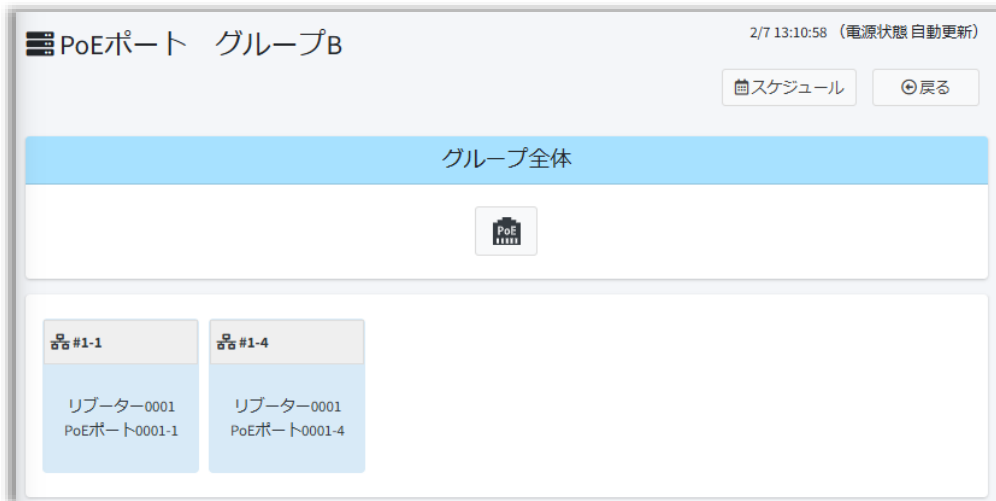 PoEポート　グループB
2/7 13:10:58 （電源状態 自動更新）
スケジュール
戻る
グループ全体
PoE
#1-1
#1-4
リブーター0001
PoEポート0001-1
リブーター0001
PoEポート0001-4